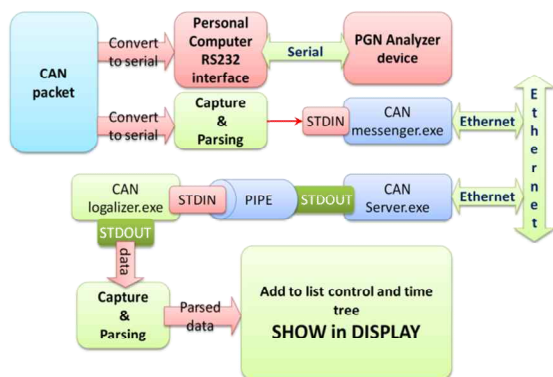 CAN
packet
Convert
to serial
Personal
Computer
RS232
interface
Serial
PGN Analyzer
device
Convert
to serial
Capture
&
Parsing
STDIN
CAN
messenger.exe
Ethernet
Ethernet
CAN
logalizer.exe
STDIN
PIPE
STDOUT
CAN
Server.exe
Ethernet
STDOUT
data
Capture
&
Parsing
Parsed
data
Add to list control and time
tree
SHOW in DISPLAY